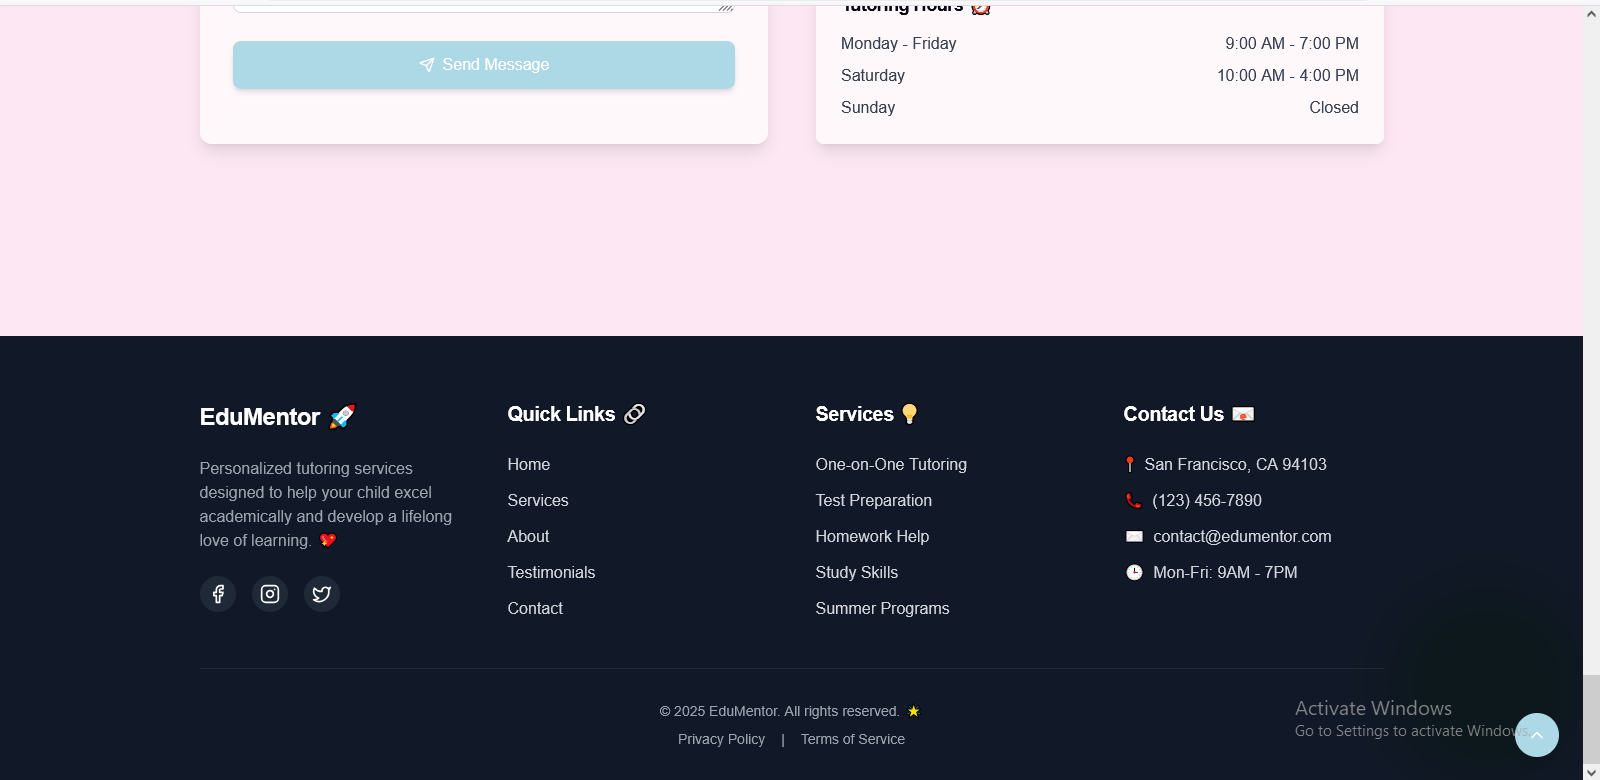 Tutoring Hours
Send Message
Monday - Friday 9:00 AM - 7:00 PM
Saturday 10:00 AM - 4:00 PM
Sunday Closed
EduMentor
Personalized tutoring services
designed to help your child excel
academically and develop a lifelong
love of learning.
Quick Links
Home
Services
About
Testimonials
Contact
Services
One-on-One Tutoring
Test Preparation
Homework Help
Study Skills
Summer Programs
Contact Us
San Francisco, CA 94103
(123) 456-7890
contact@edumentor.com
Mon-Fri: 9AM - 7PM
© 2025 EduMentor. All rights reserved.
Privacy Policy | Terms of Service
Activate Windows
Go to Settings to activate Windows.